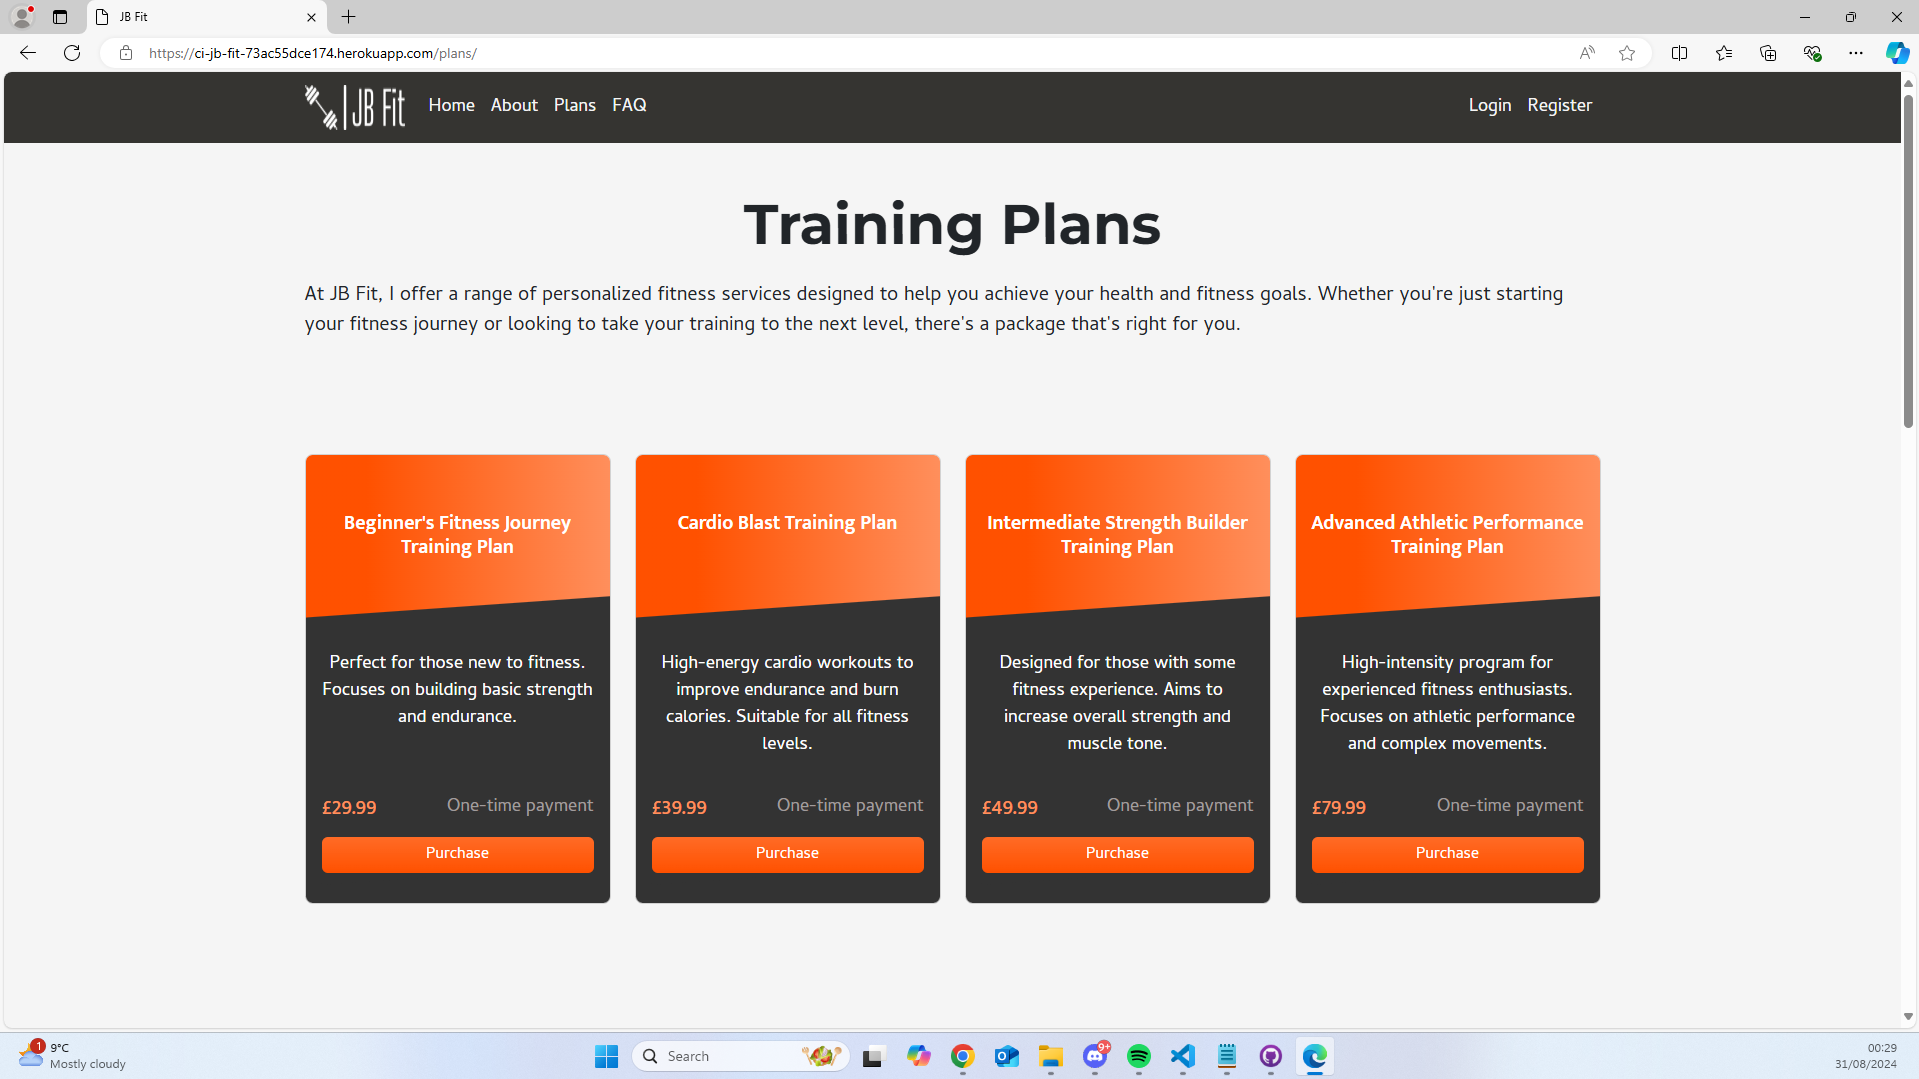 JB Fit
https://ci-jb-fit-73ac55dce174.herokuapp.com/plans/
JB Fit
Home About Plans FAQ
Login Register
Training Plans
At JB Fit, I offer a range of personalized fitness services designed to help you achieve your health and fitness goals. Whether you're just starting
your fitness journey or looking to take your training to the next level, there's a package that's right for you.
Beginner's Fitness Journey
Training Plan
Perfect for those new to fitness.
Focuses on building basic strength
and endurance.
£29.99 One-time payment
Purchase
Cardio Blast Training Plan
High-energy cardio workouts to
improve endurance and burn
calories. Suitable for all fitness
levels.
£39.99 One-time payment
Purchase
Intermediate Strength Builder
Training Plan
Designed for those with some
fitness experience. Aims to
increase overall strength and
muscle tone.
£49.99 One-time payment
Purchase
Advanced Athletic Performance
Training Plan
High-intensity program for
experienced fitness enthusiasts.
Focuses on athletic performance
and complex movements.
£79.99 One-time payment
Purchase
1
9°C
Mostly cloudy
Search
9+
00:29
31/08/2024